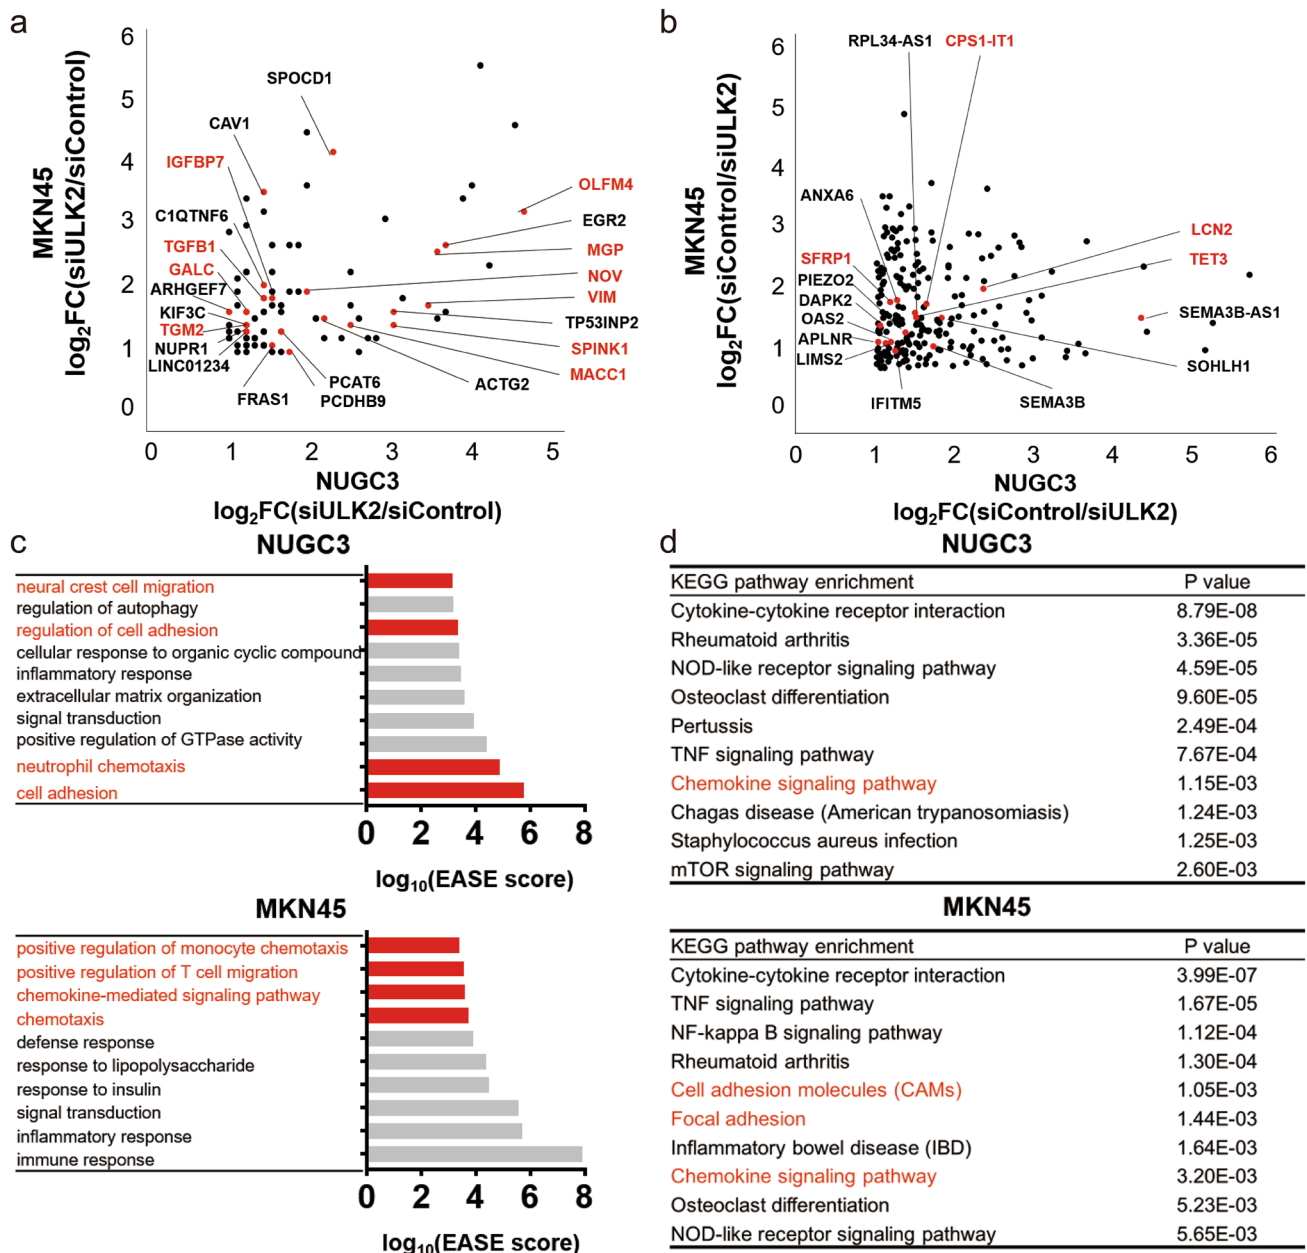 a
MKN45
log2FC(siULK2/siControl)
6
5
4
3
2
1
0
SPOCD1
CAV1
IGFBP7
C1QTNF6
TGFB1
GALC
ARHGEF7
KIF3C
TGM2
NUPR1
LINC01234
FRAS1
PCAT6
PCDHB9
ACTG2
OLFM4
EGR2
MGP
NOV
VIM
TP53INP2
SPINK1
MACC1
0 1 2 3 4 5
NUGC3
log2FC(siULK2/siControl)
b
MKN45
log2FC(siControl/siULK2)
6
5
4
3
2
1
0
RPL34-AS1 CPS1-IT1
ANXA6
SFRP1
PIEZO2
DAPK2
OAS2
APLNR
LIMS2
IFITM5
SEMA3B
LCN2
TET3
SEMA3B-AS1
SOHLH1
0 1 2 3 4 5 6
NUGC3
log2FC(siControl/siULK2)
c
NUGC3
neural crest cell migration
regulation of autophagy
regulation of cell adhesion
cellular response to organic cyclic compound
inflammatory response
extracellular matrix organization
signal transduction
positive regulation of GTPase activity
neutrophil chemotaxis
cell adhesion
0 2 4 6 8
log10(EASE score)
MKN45
positive regulation of monocyte chemotaxis
positive regulation of T cell migration
chemokine-mediated signaling pathway
chemotaxis
defense response
response to lipopolysaccharide
response to insulin
signal transduction
inflammatory response
immune response
0 2 4 6 8
log10(EASE score)
d
NUGC3
KEGG pathway enrichment P value
Cytokine-cytokine receptor interaction 8.79E-08
Rheumatoid arthritis 3.36E-05
NOD-like receptor signaling pathway 4.59E-05
Osteoclast differentiation 9.60E-05
Pertussis 2.49E-04
TNF signaling pathway 7.67E-04
Chemokine signaling pathway 1.15E-03
Chagas disease (American trypanosomiasis) 1.24E-03
Staphylococcus aureus infection 1.25E-03
mTOR signaling pathway 2.60E-03
MKN45
KEGG pathway enrichment P value
Cytokine-cytokine receptor interaction 3.99E-07
TNF signaling pathway 1.67E-05
NF-kappa B signaling pathway 1.12E-04
Rheumatoid arthritis 1.30E-04
Cell adhesion molecules (CAMs) 1.05E-03
Focal adhesion 1.44E-03
Inflammatory bowel disease (IBD) 1.64E-03
Chemokine signaling pathway 3.20E-03
Osteoclast differentiation 5.23E-03
NOD-like receptor signaling pathway 5.65E-03